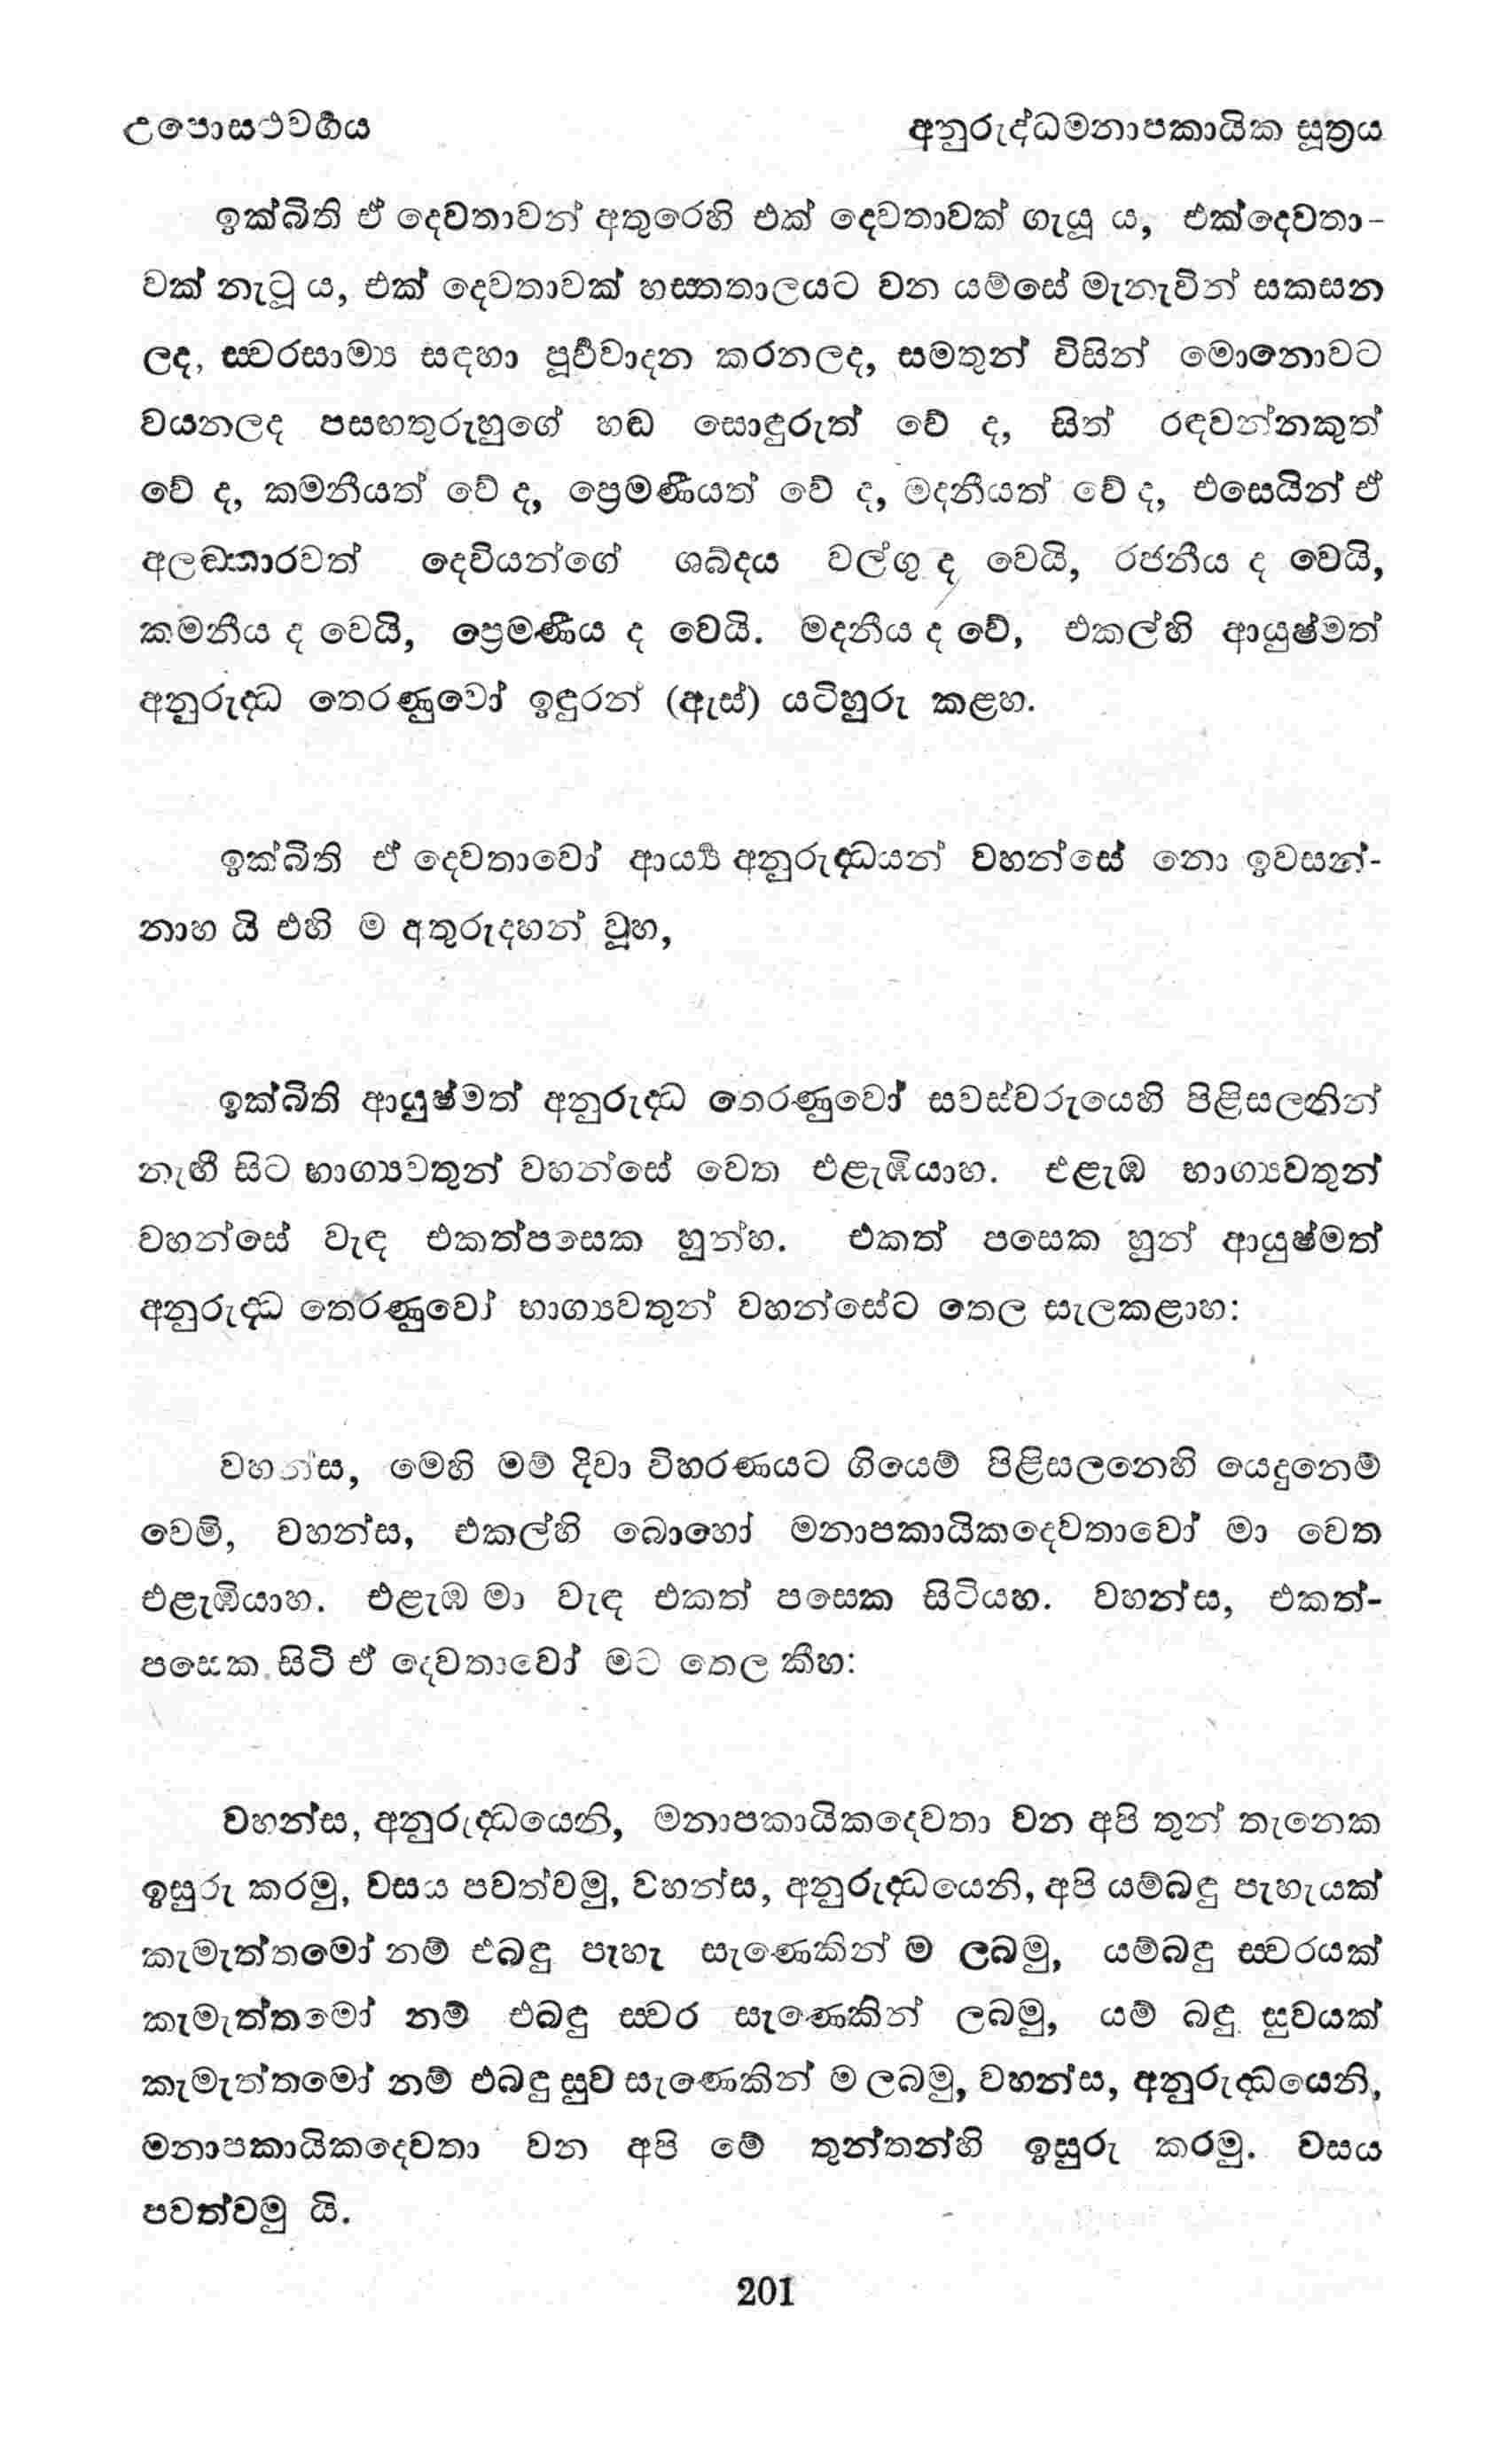 උපොසථවර්‍ගය
අනුරුද්ධමනාපකායික සූත්‍රය
ඉක්බිති ඒ දෙවතාවන් අතුරෙහි එක් දෙවතාවක් ගැයූ ය, එක්දෙවතා-
වක් නැටූ ය, එක් දෙවතාවක් හස්තතාලයට වන යම්සේ මැනැවින් සකසන
ලද, ස්වරසාම්‍ය සඳහා පූර්‍වවාදන කරනලද, සමතුන් විසින් මොනොවට
වයනලද පසඟතුරුහුගේ හඬ සොඳුරුත් වේ ද, සිත් රඳවන්නකුත්
වේ ද, කමනීයත් වේ ද, ප්‍රෙමණීයත් වේ ද, මදනීයත් වේ ද, එසෙයින් ඒ
අලඞ්කාරවත් දෙවියන්ගේ ශබ්දය වල්ගු ද වෙයි, රජනීය ද වෙයි,
කමනීය ද වෙයි, ප්‍රෙමණීය ද වෙයි. මදනීය ද වේ, එකල්හි ආයුෂ්මත්
අනුරුද්ධ තෙරණුවෝ ඉඳුරන් (ඇස්) යටිහුරු කළහ.
ඉක්බිති ඒ දෙවතාවෝ ආර්‍ය්‍ය අනුරුද්ධයන් වහන්සේ නො ඉවසන්-
නාහ යි එහි ම අතුරුදහන් වූහ,
ඉක්බිති ආයුෂ්මත් අනුරුද්ධ තෙරණුවෝ සවස්වරුයෙහි පිළිසලනින්
නැඟී සිට භාග්‍යවතුන් වහන්සේ වෙත එළැඹියාහ. එළැඹ භාග්‍යවතුන්
වහන්සේ වැඳ එකත්පසෙක හුන්හ. එකත් පසෙක හුන් ආයුෂ්මත්
අනුරුද්ධ තෙරණුවෝ භාග්‍යවතුන් වහන්සේට තෙල සැලකළාහ:
වහන්ස, මෙහි මම් දිවා විහරණයට ගියෙම් පිළිසලනෙහි යෙදුනෙම්
වෙමි, වහන්ස, එකල්හි බොහෝ මනාපකායිකදෙවතාවෝ මා වෙත
එළැඹියාහ. එළැඹ මා වැඳ එකත් පසෙක සිටියහ. වහන්ස, එකත්-
පසෙක සිටි ඒ දෙවතාවෝ මට තෙල කීහ:
වහන්ස, අනුරුද්ධයෙනි, මනාපකායිකදෙවතා වන අපි තුන් තැනෙක
ඉසුරු කරමු, වසය පවත්වමු, වහන්ස, අනුරුද්ධයෙනි, අපි යම්බඳු පැහැයක්
කැමැත්තමෝ නම් එබඳු පැහැ සැණෙකින් ම ලබමු, යම්බඳු ස්වරයක්
කැමැත්තමෝ නම් එබඳු ස්වර සැණෙකින් ලබමු, යම් බඳු සුවයක්
කැමැත්තමෝ නම් එබඳු සුව සැණෙකින් ම ලබමු, වහන්ස, අනුරුද්ධයෙනි,
මනාපකායිකදෙවතා වන අපි මේ තුන්තන්හි ඉසුරු කරමු. වසය
පවත්වමු යි.
201